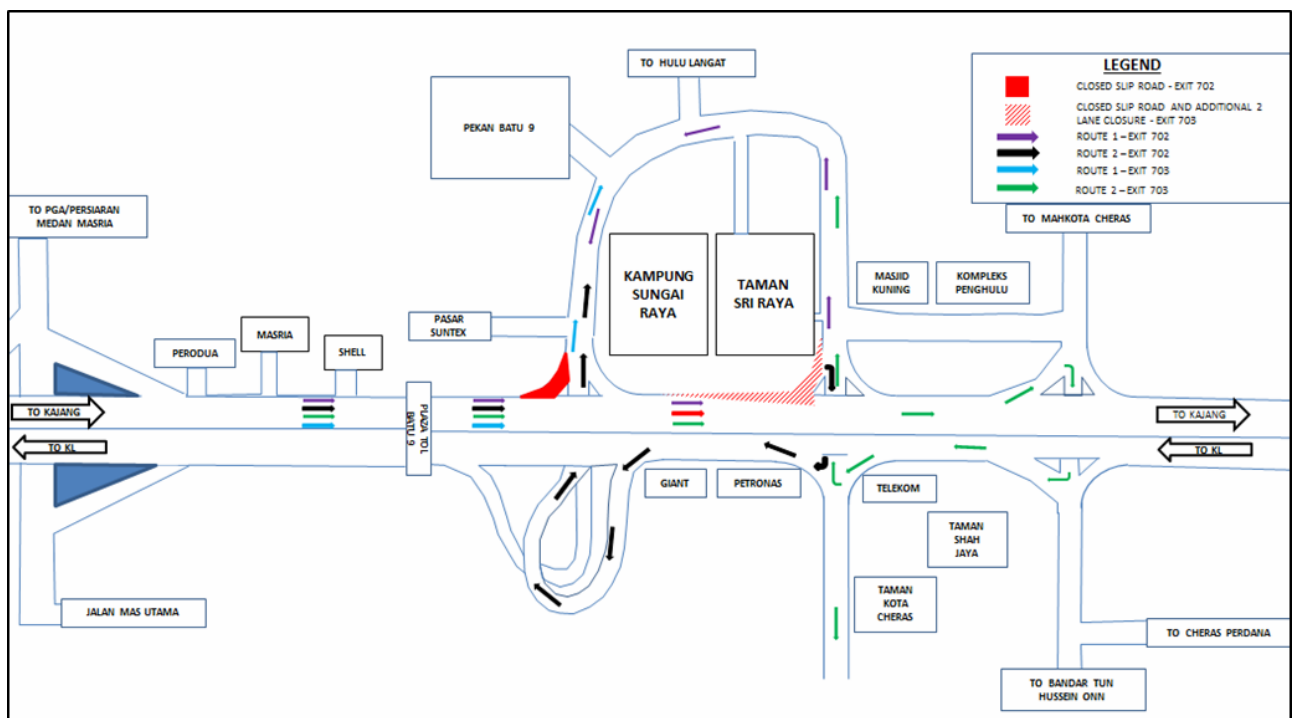 TO HULU LANGAT
LEGEND
CLOSED SLIP ROAD - EXIT 702
CLOSED SLIP ROAD AND ADDITIONAL 2
LANE CLOSURE - EXIT 703
ROUTE 1 – EXIT 702
ROUTE 2 – EXIT 702
ROUTE 1 – EXIT 703
ROUTE 2 – EXIT 703
PEKAN BATU 9
TO PGA/PERSIARAN
MEDAN MASRIA
TO MAHKOTA CHERAS
KAMPUNG
SUNGAI
RAYA
TAMAN
SRI RAYA
MASJID
KUNING
KOMPLEKS
PENGHULU
PASAR
SUNTEX
MASRIA
PERODUA
SHELL
TO KAJANG
PLAZA TOL
BATU 9
TO KAJANG
TO KL
TO KL
GIANT
PETRONAS
TELEKOM
TAMAN
SHAH
JAYA
TAMAN
KOTA
CHERAS
JALAN MAS UTAMA
TO CHERAS PERDANA
TO BANDAR TUN
HUSSEIN ONN